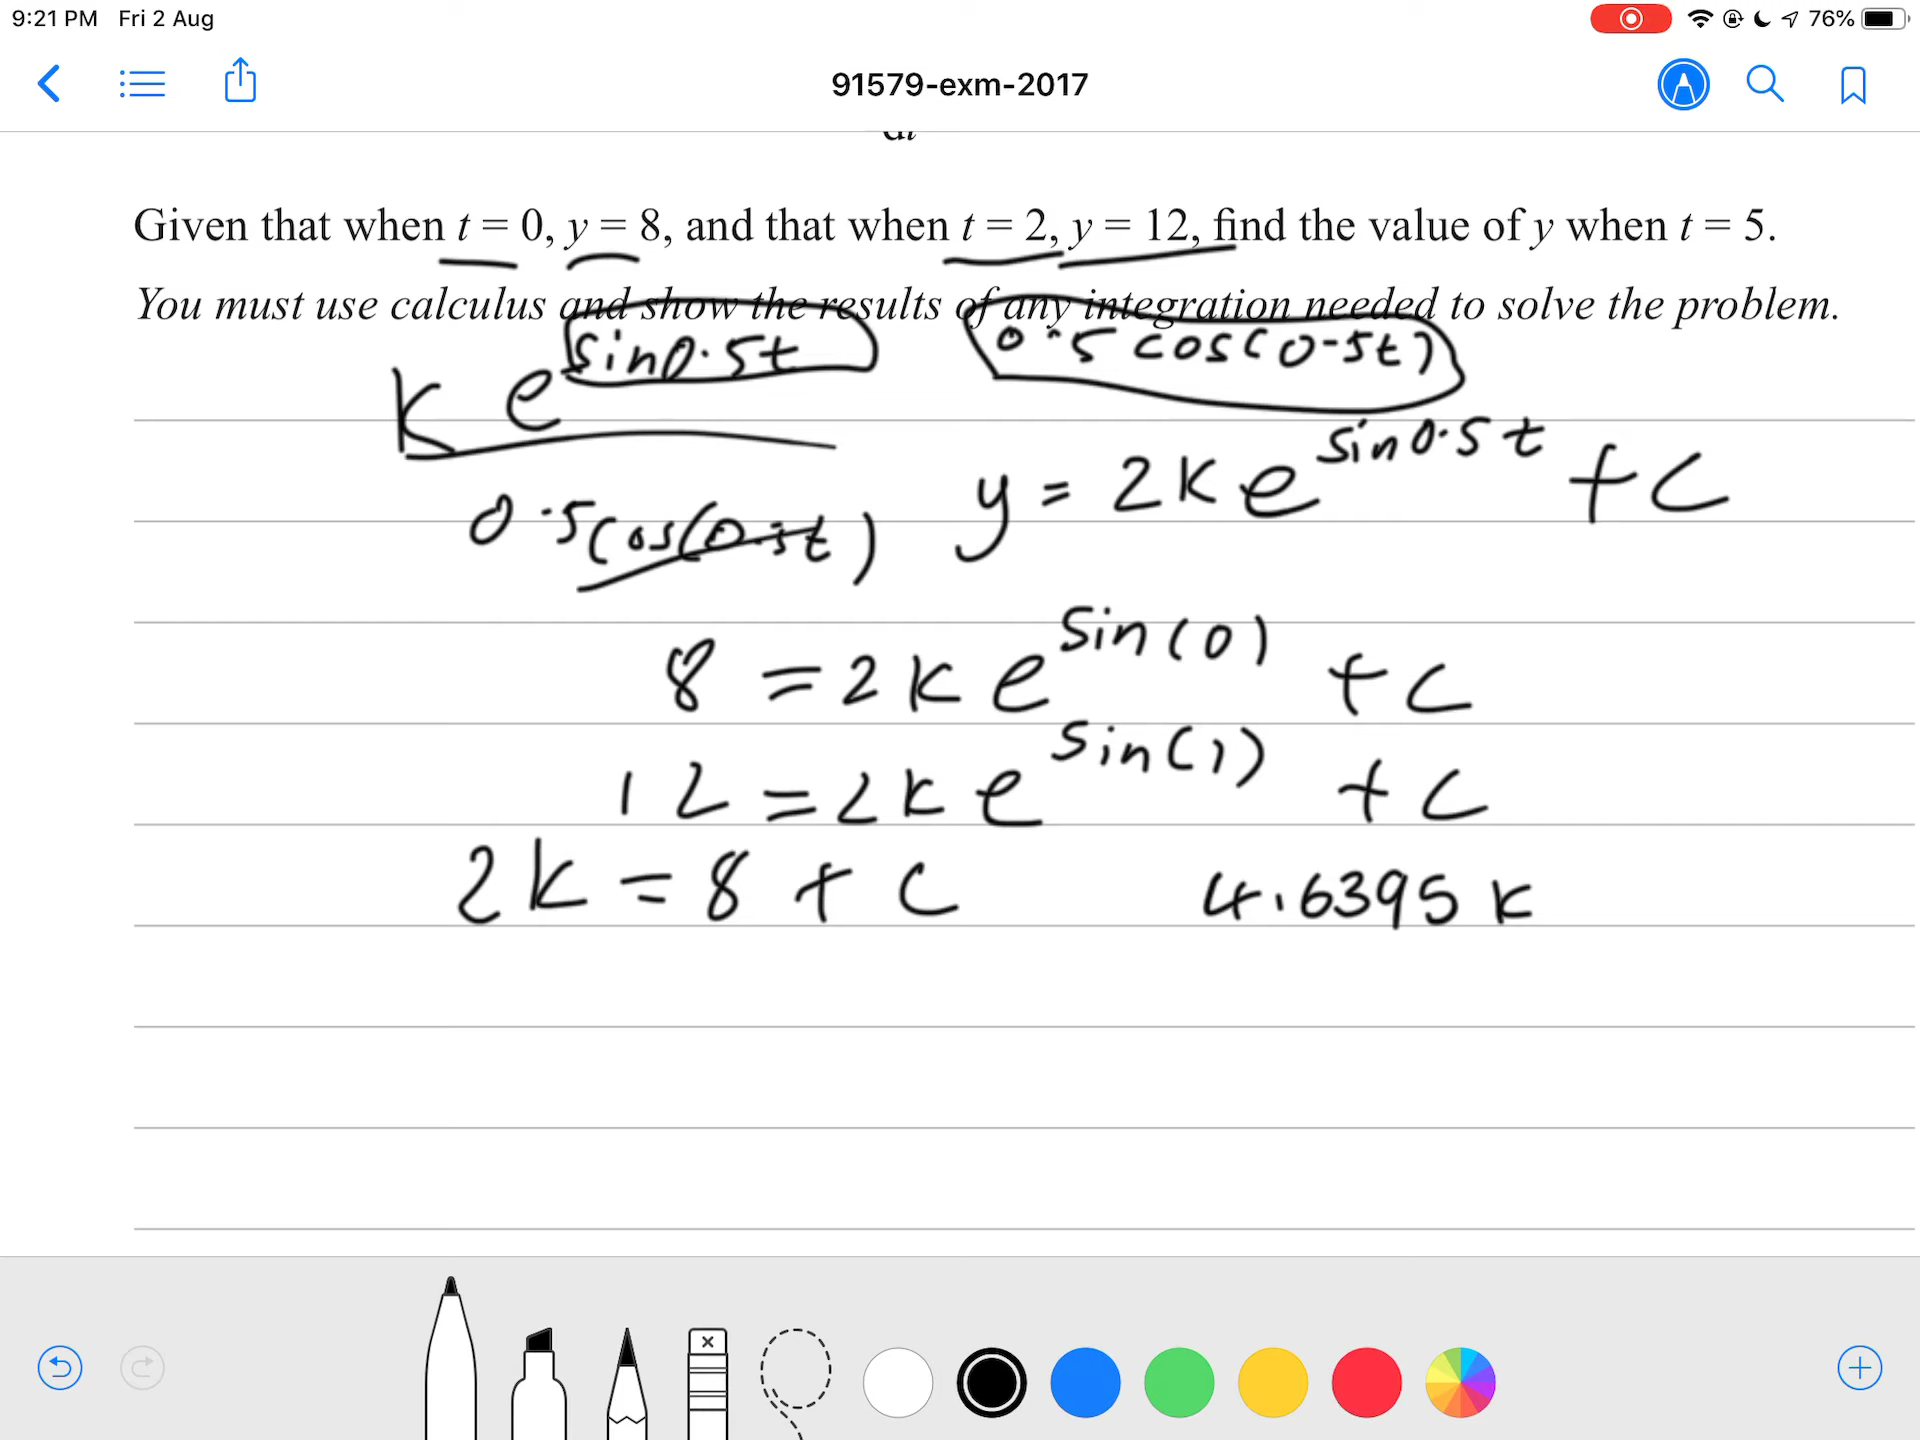 9:21 PM Fri 2 Aug 76%
91579-exm-2017
Given that when t = 0, y = 8, and that when t = 2, y = 12, find the value of y when t = 5.
You must use calculus and show the results of any integration needed to solve the problem.
k e^sin0.5t 0.5 cos(0.5t)
0.5cos(0.5t) y = 2k e^sin0.5t + c
8 = 2k e^sin(0) + c
12 = 2k e^sin(1) + c
2k = 8 + c 4.6395 k